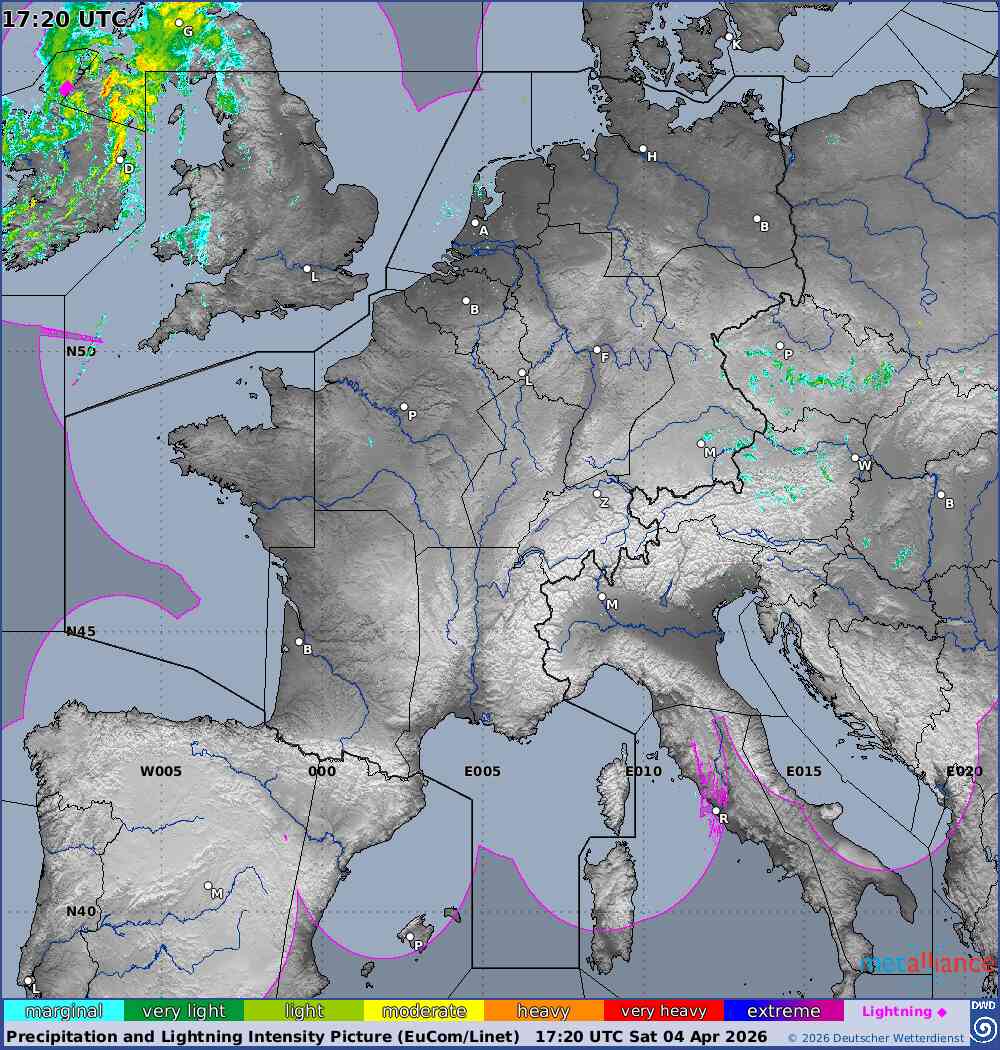 17:20 UTC
G
K
D
H
A
B
L
B
N50
F
P
L
P
M
W
Z
B
M
N45
B
W005
000
E005
E010
E015
E020
R
M
N40
P
metalliance
L
marginal
very light
light
moderate
heavy
very heavy
extreme
Lightning ◆
DWD
Precipitation and Lightning Intensity Picture (EuCom/Linet) 17:20 UTC Sat 04 Apr 2026
© 2026 Deutscher Wetterdienst